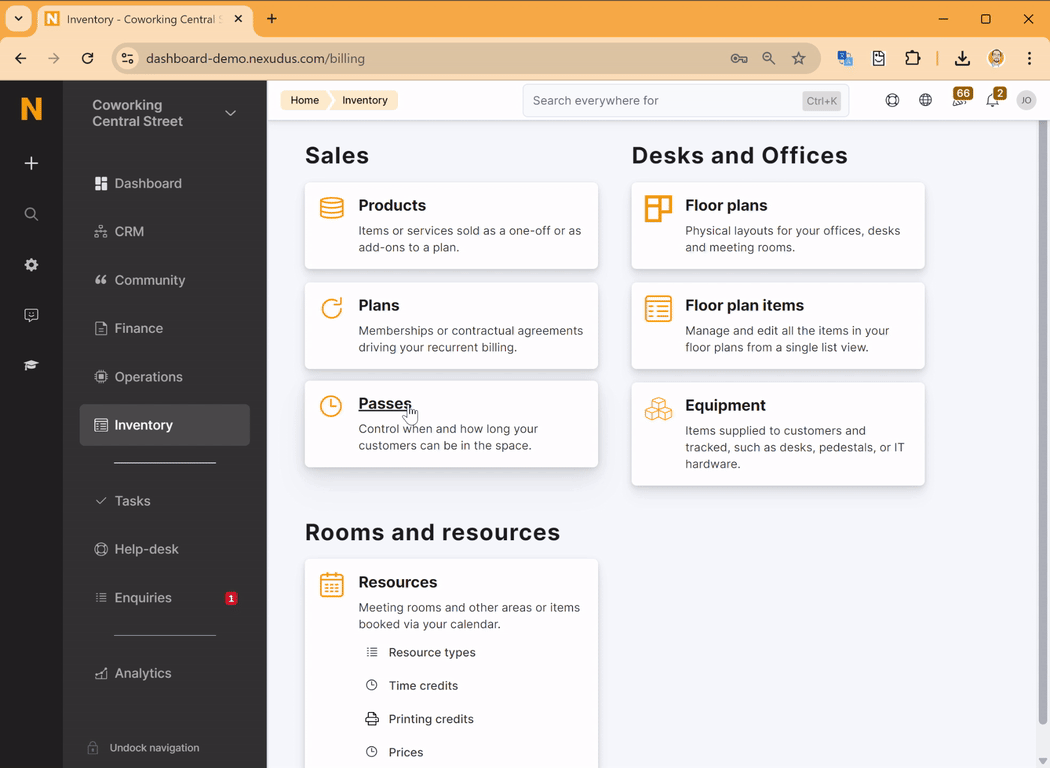 Inventory - Coworking Central S
dashboard-demo.nexudus.com/billing
N
Coworking
Central Street
Dashboard
CRM
Community
Finance
Operations
Inventory
Tasks
Help-desk
Enquiries
1
Analytics
Undock navigation
Home
Inventory
Search everywhere for
Ctrl+K
66
2
JO
Sales
Products
Items or services sold as a one-off or as
add-ons to a plan.
Plans
Memberships or contractual agreements
driving your recurrent billing.
Passes
Control when and how long your
customers can be in the space.
Desks and Offices
Floor plans
Physical layouts for your offices, desks
and meeting rooms.
Floor plan items
Manage and edit all the items in your
floor plans from a single list view.
Equipment
Items supplied to customers and
tracked, such as desks, pedestals, or IT
hardware.
Rooms and resources
Resources
Meeting rooms and other areas or items
booked via your calendar.
Resource types
Time credits
Printing credits
Prices